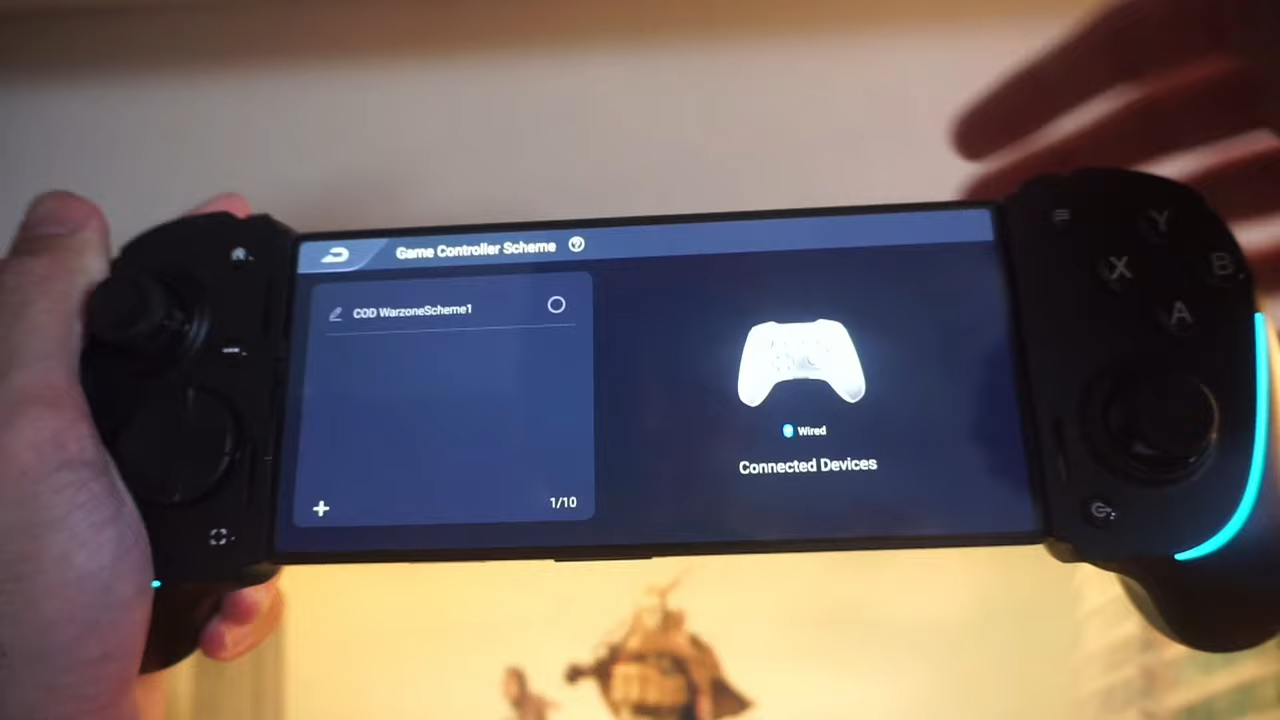 Game Controller Scheme ?
COD WarzoneScheme1
Wired
Connected Devices
1/10
Y
X
B
A